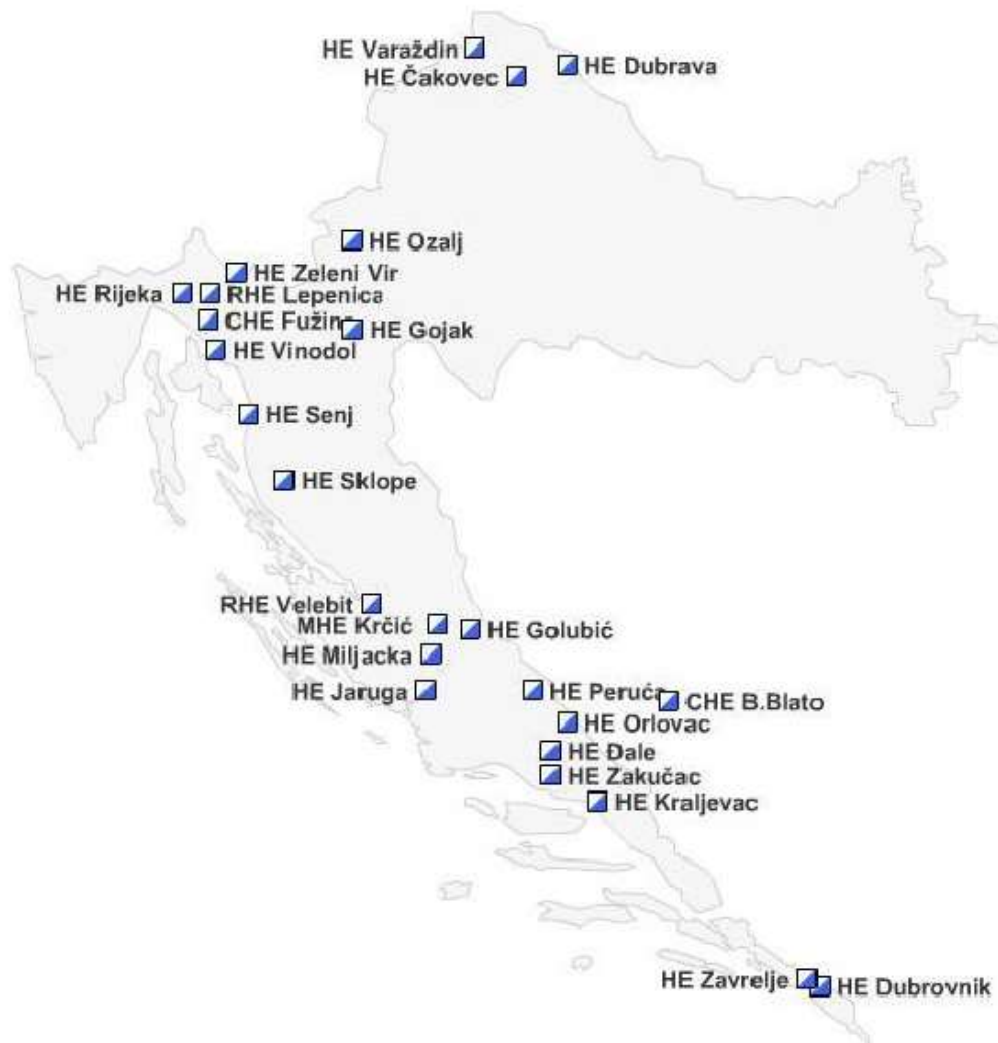 HE Varaždin
HE Dubrava
HE Čakovec
HE Ozalj
HE Zeleni Vir
HE Rijeka
RHE Lepenica
CHE Fužine
HE Gojak
HE Vinodol
HE Senj
HE Sklope
RHE Velebit
MHE Krčić
HE Golubić
HE Miljacka
HE Jaruga
HE Peruća
CHE B.Blato
HE Orlovac
HE Đale
HE Zakučac
HE Kraljevac
HE Zavrelje
HE Dubrovnik